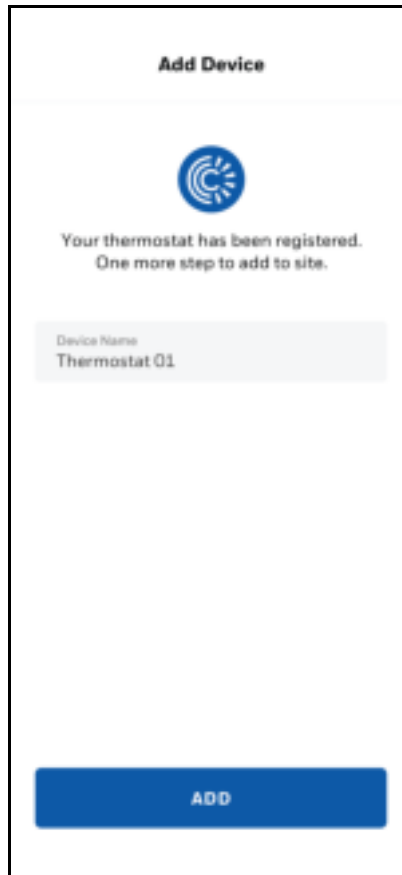 Add Device
Your thermostat has been registered.
One more step to add to site.
Device Name
Thermostat 01
ADD